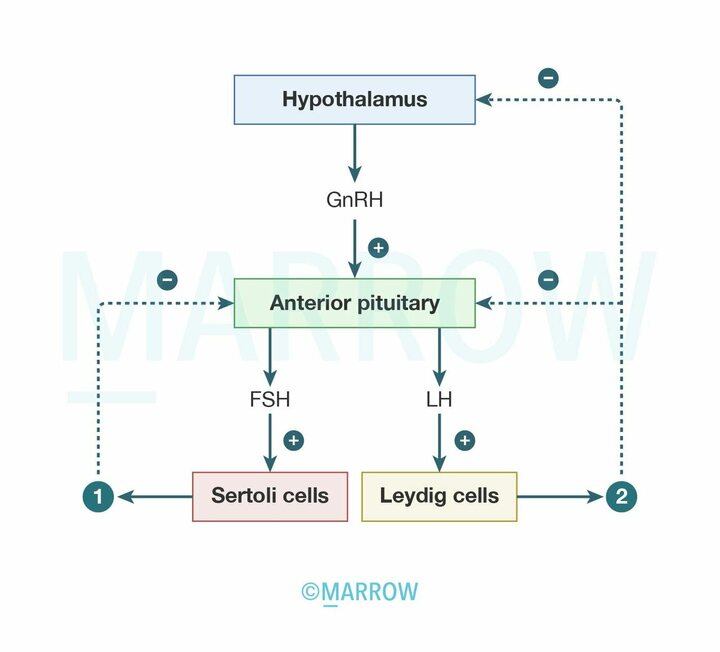 Hypothalamus
−
GnRH
+
−
−
Anterior pituitary
MARROW
FSH
LH
+
+
1
Sertoli cells
Leydig cells
2
©MARROW